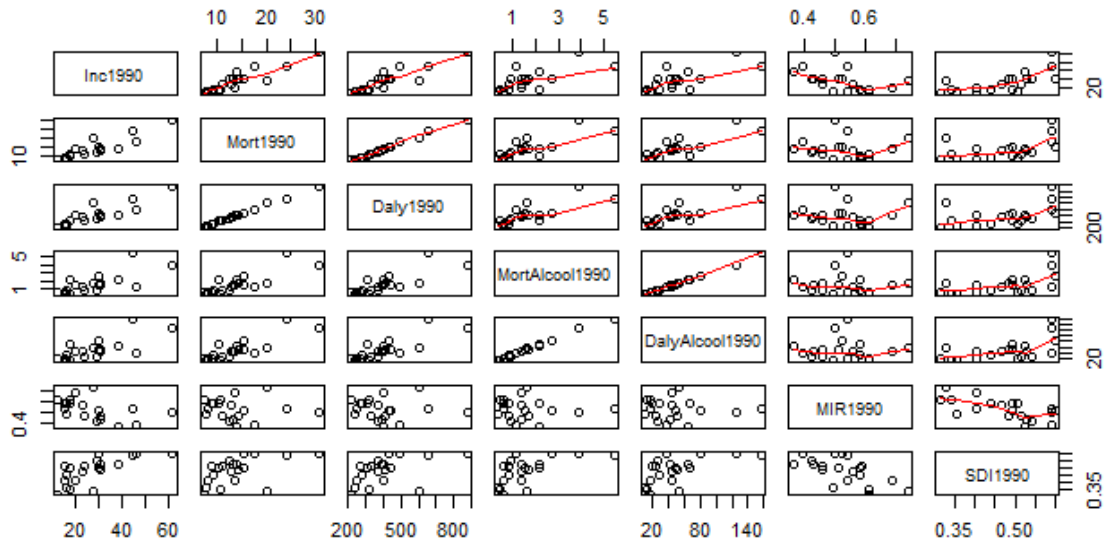 10 20 30 1 3 5 0.4 0.6
Inc1990 20
10 Mort1990
Daly1990 200
5 1 MortAlcool1990
DalyAlcool1990 20
0.4 MIR1990
SDI1990 0.35
20 40 60 200 500 800 20 80 140 0.35 0.50